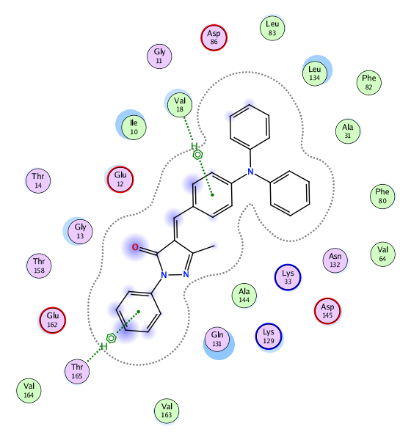 Leu
83
Asp
86
Gly
11
Leu
134
Phe
82
Val
18
Ile
10
Ala
31
H
N
Thr
14
Glu
12
Phe
80
Gly
13
O
Val
64
Asn
132
Thr
158
Lys
33
N
N
Ala
144
Asp
145
Glu
162
Gln
131
Lys
129
H
Thr
165
Val
164
Val
163